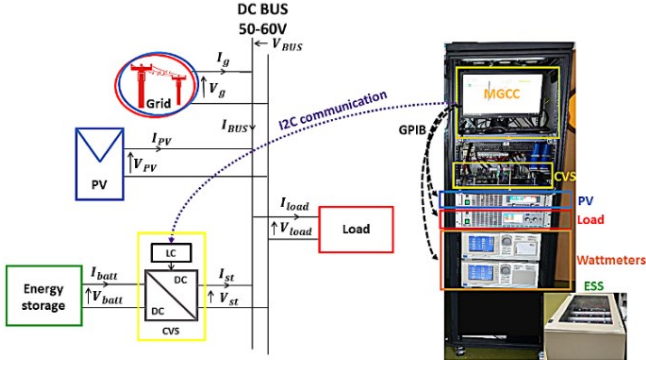 DC BUS
50-60V
V_BUS
I_g
V_g
Grid
I_BUS
I2C communication
I_PV
V_PV
PV
I_load
V_load
Load
LC
I_batt
V_batt
Energy
storage
DC
DC
CVS
I_st
V_st
MGCC
GPIB
CVS
PV
Load
Wattmeters
ESS